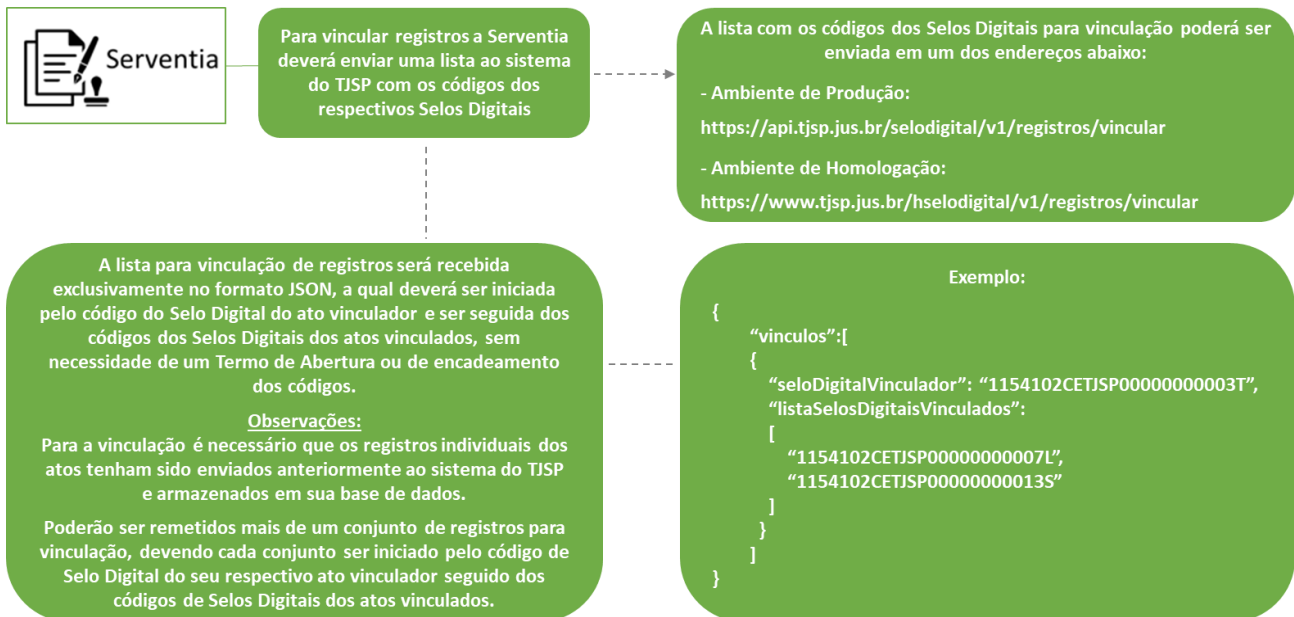 Serventia
Para vincular registros a Serventia
deverá enviar uma lista ao sistema
do TJSP com os códigos dos
respectivos Selos Digitais
A lista com os códigos dos Selos Digitais para vinculação poderá ser
enviada em um dos endereços abaixo:
- Ambiente de Produção:
https://api.tjsp.jus.br/selodigital/v1/registros/vincular
- Ambiente de Homologação:
https://www.tjsp.jus.br/hselodigital/v1/registros/vincular
A lista para vinculação de registros será recebida
exclusivamente no formato JSON, a qual deverá ser iniciada
pelo código do Selo Digital do ato vinculador e ser seguida dos
códigos dos Selos Digitais dos atos vinculados, sem
necessidade de um Termo de Abertura ou de encadeamento
dos códigos.
Observações:
Para a vinculação é necessário que os registros individuais dos
atos tenham sido enviados anteriormente ao sistema do TJSP
e armazenados em sua base de dados.
Poderão ser remetidos mais de um conjunto de registros para
vinculação, devendo cada conjunto ser iniciado pelo código de
Selo Digital do seu respectivo ato vinculador seguido dos
códigos de Selos Digitais dos atos vinculados.
Exemplo:
{
“vinculos”:[
{
“seloDigitalVinculador”: “1154102CETJSP00000000003T”,
“listaSelosDigitaisVinculados”:
[
“1154102CETJSP00000000007L”,
“1154102CETJSP00000000013S”
]
}
]
}